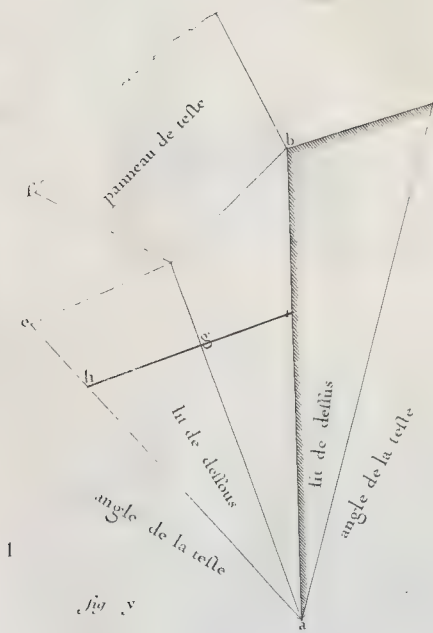 panneau de teſte
b
f
e
h
g
lit de deſſous
lit de deſſus
angle de la teſte
angle de la teſte
1
fig v
a